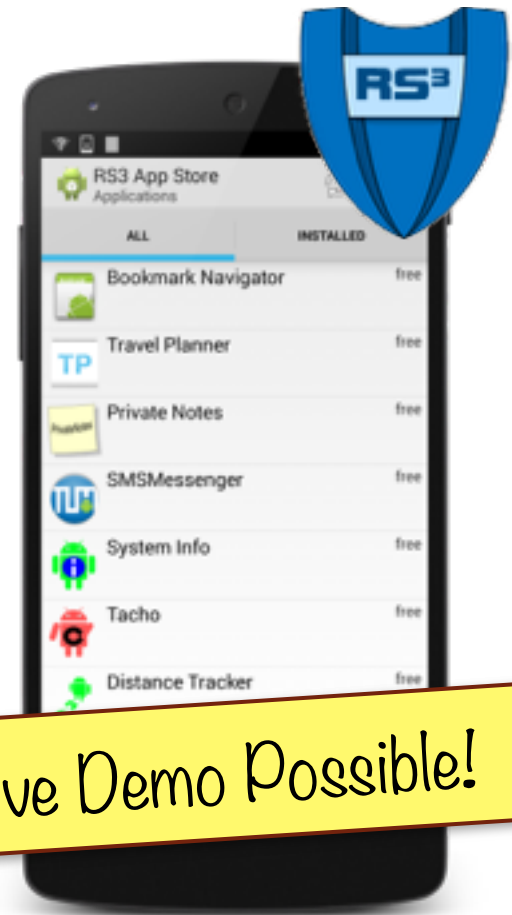 RS³
RS3 App Store
Applications
ALL
INSTALLED
Bookmark Navigator
free
Travel Planner
free
TP
Private Notes
free
SMSMessenger
free
TUM
System Info
free
i
Tacho
free
C
Distance Tracker
free
ve Demo Possible!